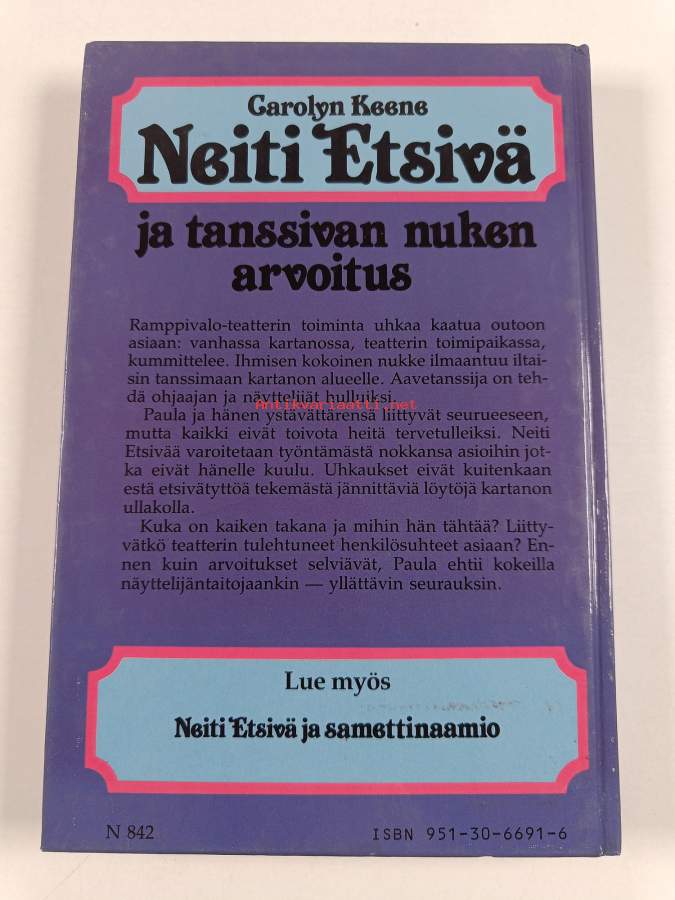 Carolyn Keene
Neiti Etsivä
ja tanssivan nuken
arvoitus
Ramppivalo-teatterin toiminta uhkaa kaatua outoon
asiaan: vanhassa kartanossa, teatterin toimipaikassa,
kummittelee. Ihmisen kokoinen nukke ilmaantuu iltai-
sin tanssimaan kartanon alueelle. Aavetanssija on teh-
dä ohjaajan ja näyttelijät hulluiksi.
Antikvariaatti.net
Paula ja hänen ystävättärensä liittyvät seurueeseen,
mutta kaikki eivät toivota heitä tervetulleiksi. Neiti
Etsivää varoitetaan työntämästä nokkansa asioihin jot-
ka eivät hänelle kuulu. Uhkaukset eivät kuitenkaan
estä etsivätyttöä tekemästä jännittäviä löytöjä kartanon
ullakolla.
Kuka on kaiken takana ja mihin hän tähtää? Liitty-
vätkö teatterin tulehtuneet henkilösuhteet asiaan? En-
nen kuin arvoitukset selviävät, Paula ehtii kokeilla
näyttelijäntaitojaankin — yllättävin seurauksin.
Lue myös
Neiti Etsivä ja samettinaamio
N 842
ISBN 951-30-6691-6